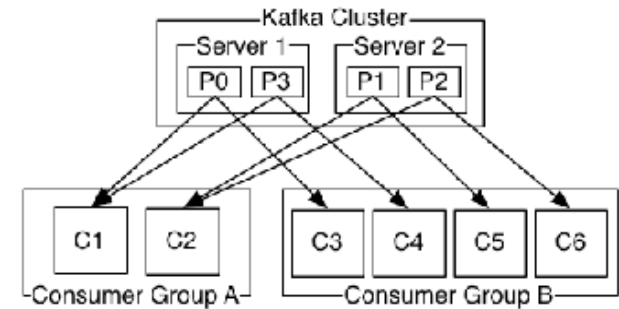 Kafka Cluster
Server 1 Server 2
P0 P3 P1 P2
C1 C2 C3 C4 C5 C6
Consumer Group A Consumer Group B